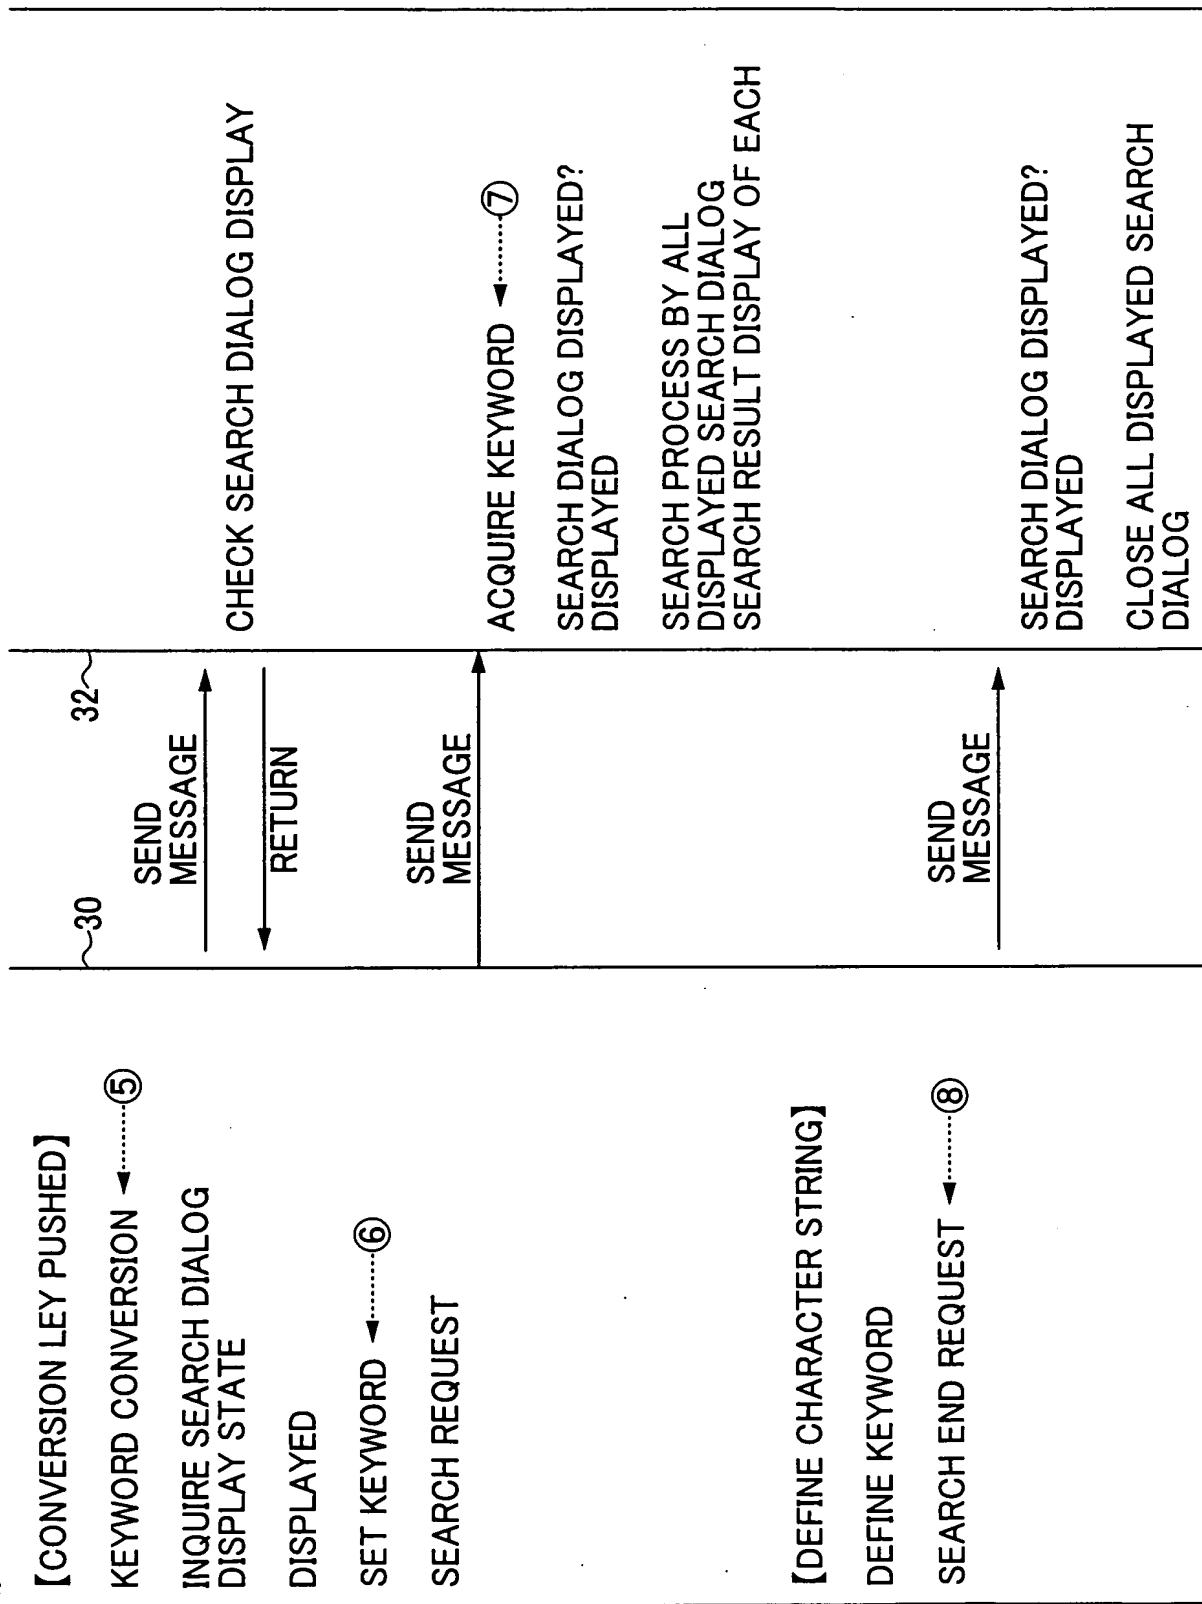 【CONVERSION LEY PUSHED】
KEYWORD CONVERSION ⑤
INQUIRE SEARCH DIALOG
DISPLAY STATE
DISPLAYED
SET KEYWORD ⑥
SEARCH REQUEST
【DEFINE CHARACTER STRING】
DEFINE KEYWORD
SEARCH END REQUEST ⑧
30
32
SEND
MESSAGE
RETURN
SEND
MESSAGE
SEND
MESSAGE
CHECK SEARCH DIALOG DISPLAY
ACQUIRE KEYWORD ⑦
SEARCH DIALOG DISPLAYED?
DISPLAYED
SEARCH PROCESS BY ALL
DISPLAYED SEARCH DIALOG
SEARCH RESULT DISPLAY OF EACH
SEARCH DIALOG DISPLAYED?
DISPLAYED
CLOSE ALL DISPLAYED SEARCH
DIALOG